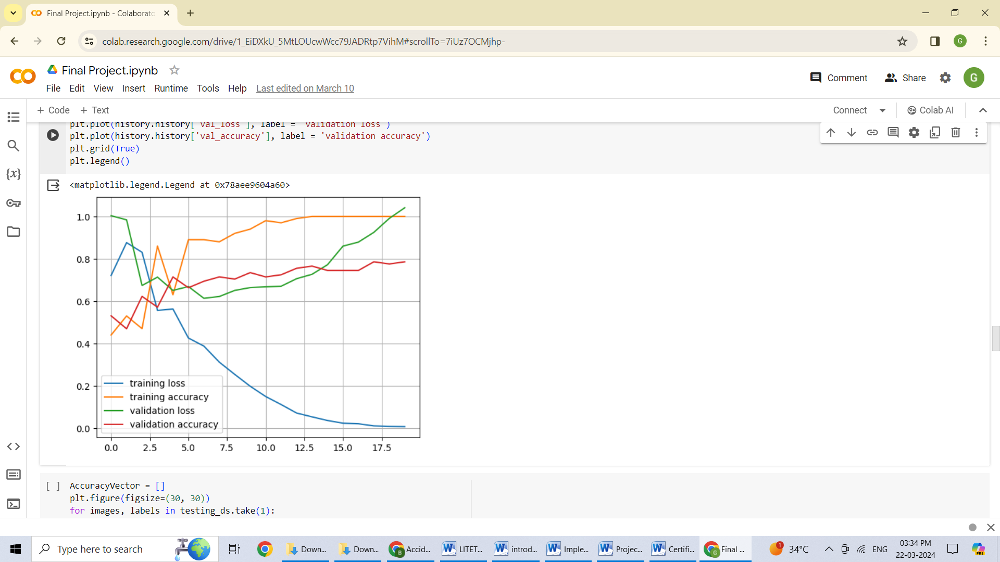 Final Project.ipynb - Colaborato
colab.research.google.com/drive/1_EiDXkU_5MtLOUcwWcc79JADRtp7VihM#scrollTo=7iUz7OCMjhp-
G
Final Project.ipynb
Comment
Share
G
File Edit View Insert Runtime Tools Help Last edited on March 10
+ Code + Text
Connect
Colab AI
{x}
plt.plot(history.history['val_loss'], label = 'validation loss')
plt.plot(history.history['val_accuracy'], label = 'validation accuracy')
plt.grid(True)
plt.legend()
<matplotlib.legend.Legend at 0x78aee9604a60>
1.0
0.8
0.6
0.4
0.2
0.0
training loss
training accuracy
validation loss
validation accuracy
0.0 2.5 5.0 7.5 10.0 12.5 15.0 17.5
[ ] AccuracyVector = []
plt.figure(figsize=(30, 30))
for images, labels in testing_ds.take(1):
Type here to search
Down...
Down...
B
Accid...
LITET...
introd...
Imple...
Projec...
Certifi...
G
Final ...
1
34°C
ENG
03:34 PM
22-03-2024
PRE